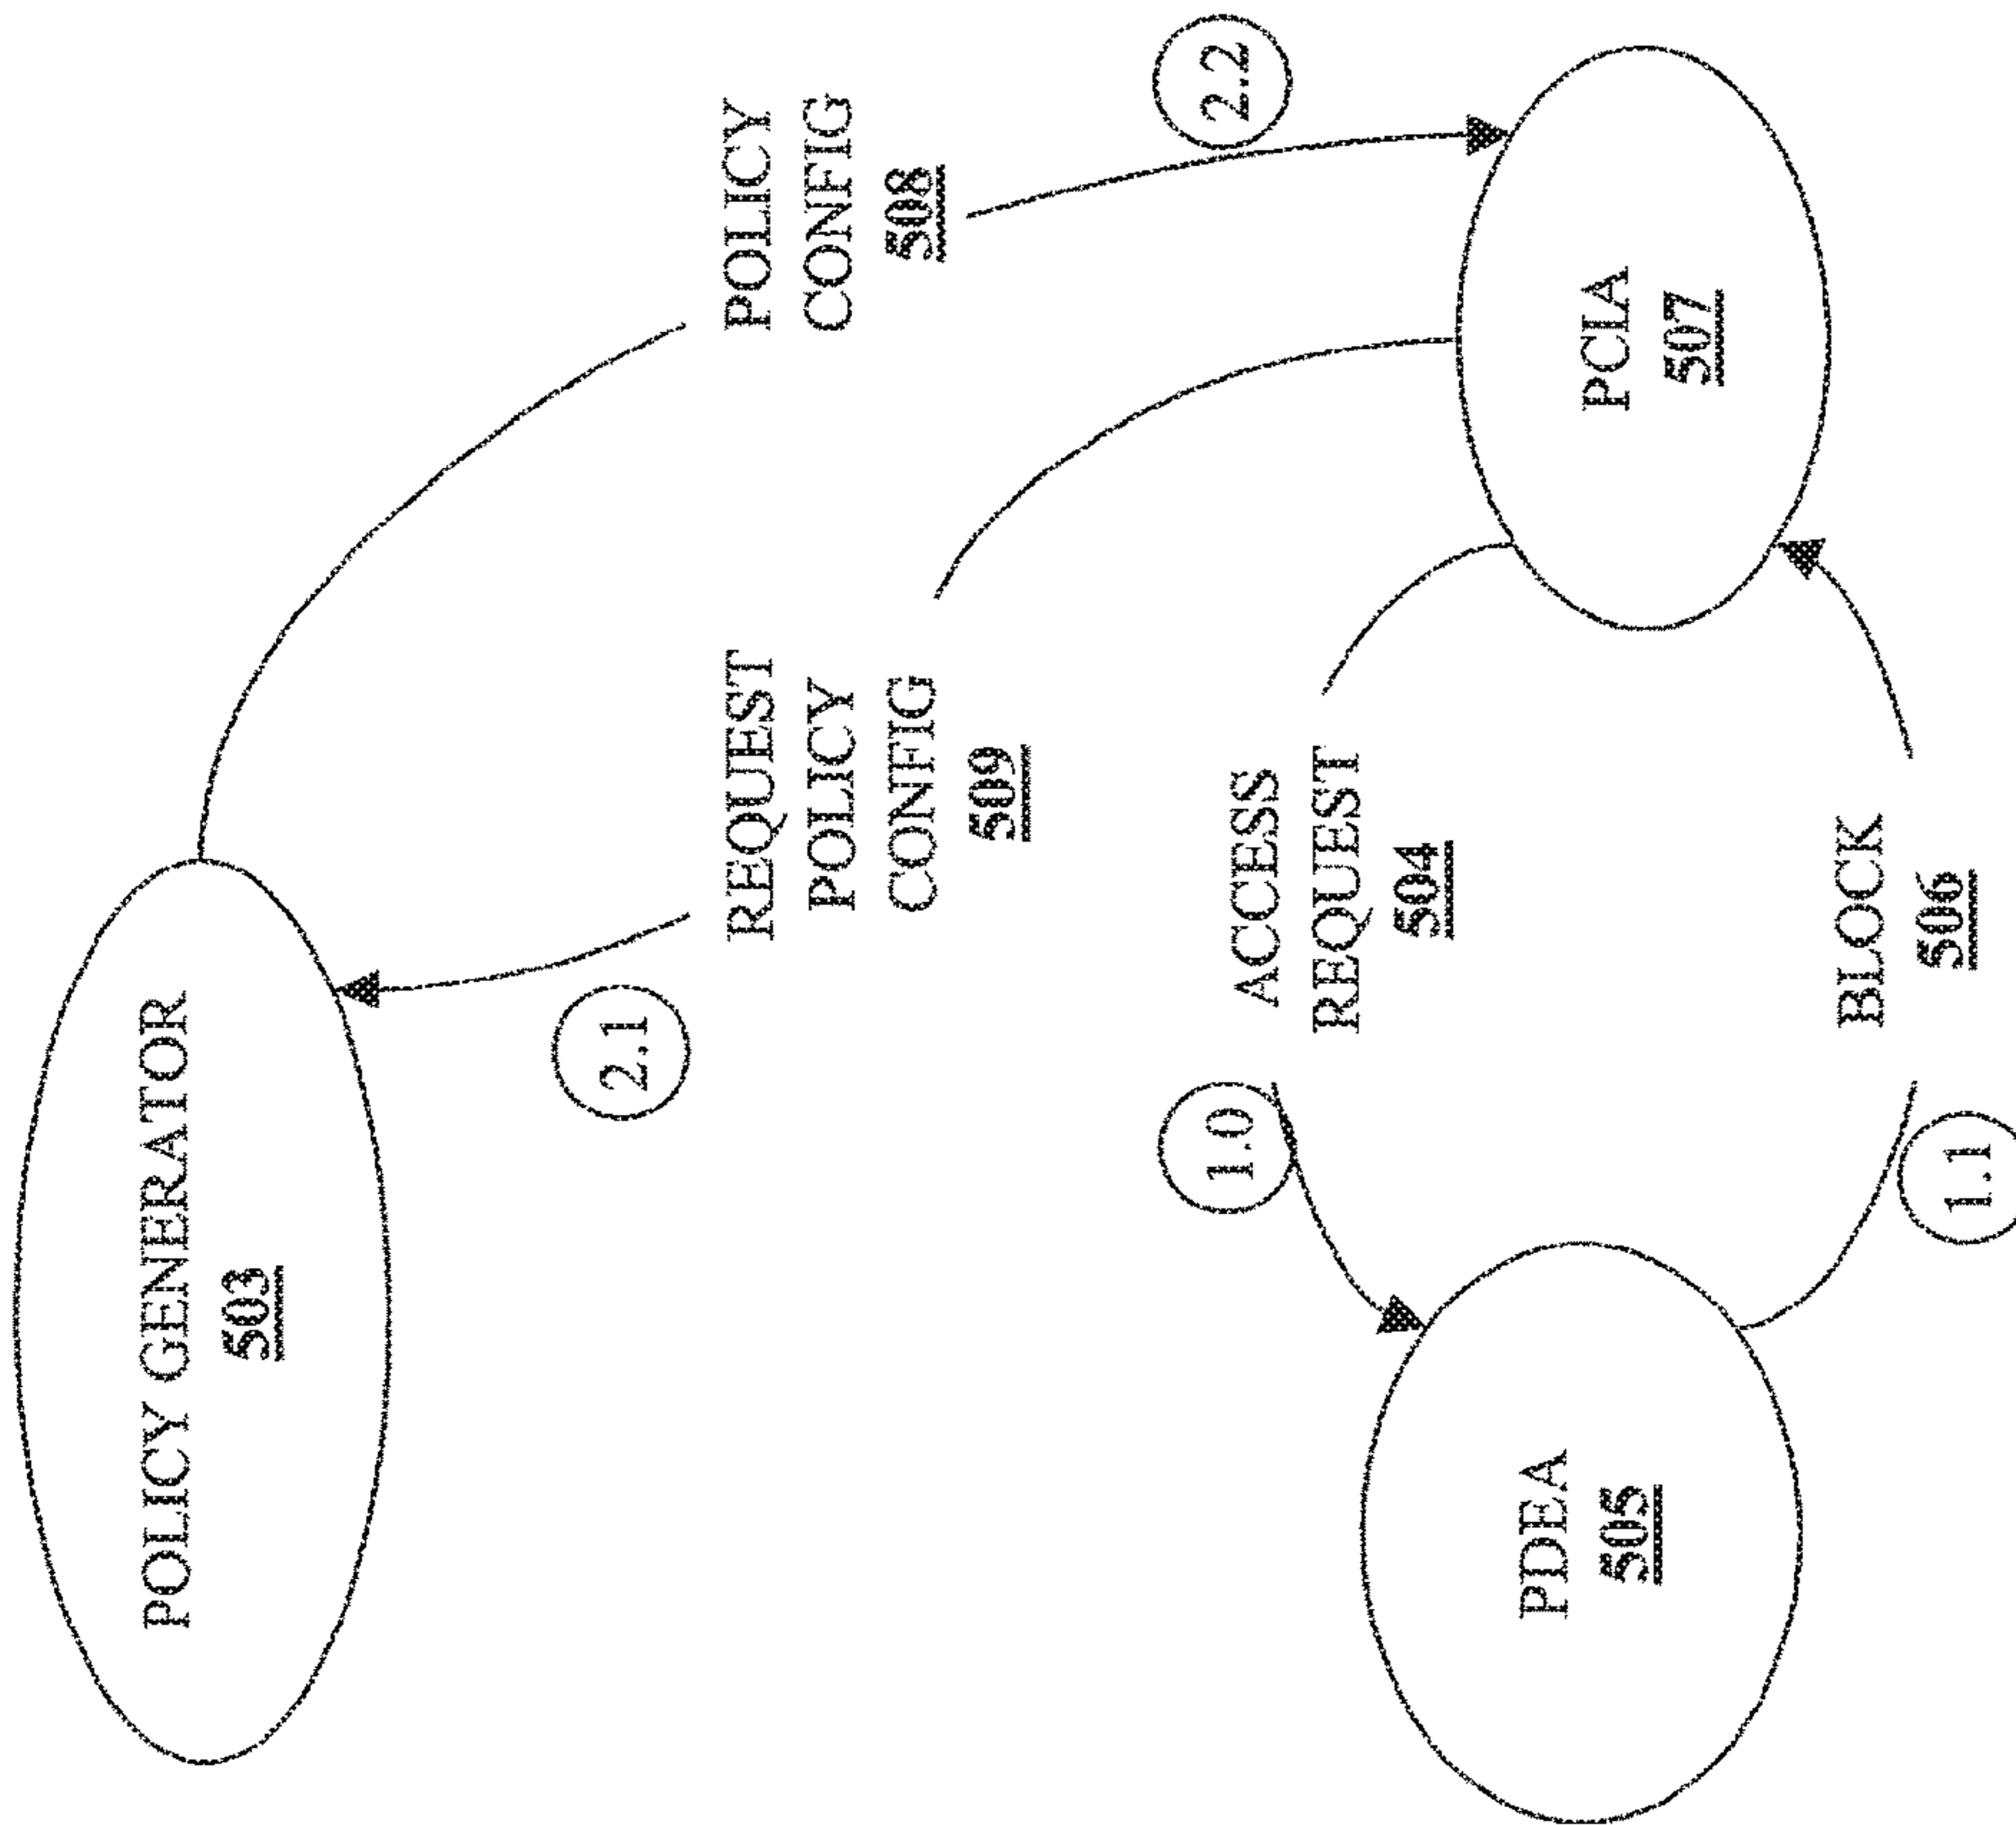 POLICY GENERATOR
503
2.1
REQUEST
POLICY
CONFIG
509
POLICY
CONFIG
508
2.2
1.0
ACCESS
REQUEST
504
PDEA
505
PCIA
507
1.1
BLOCK
506